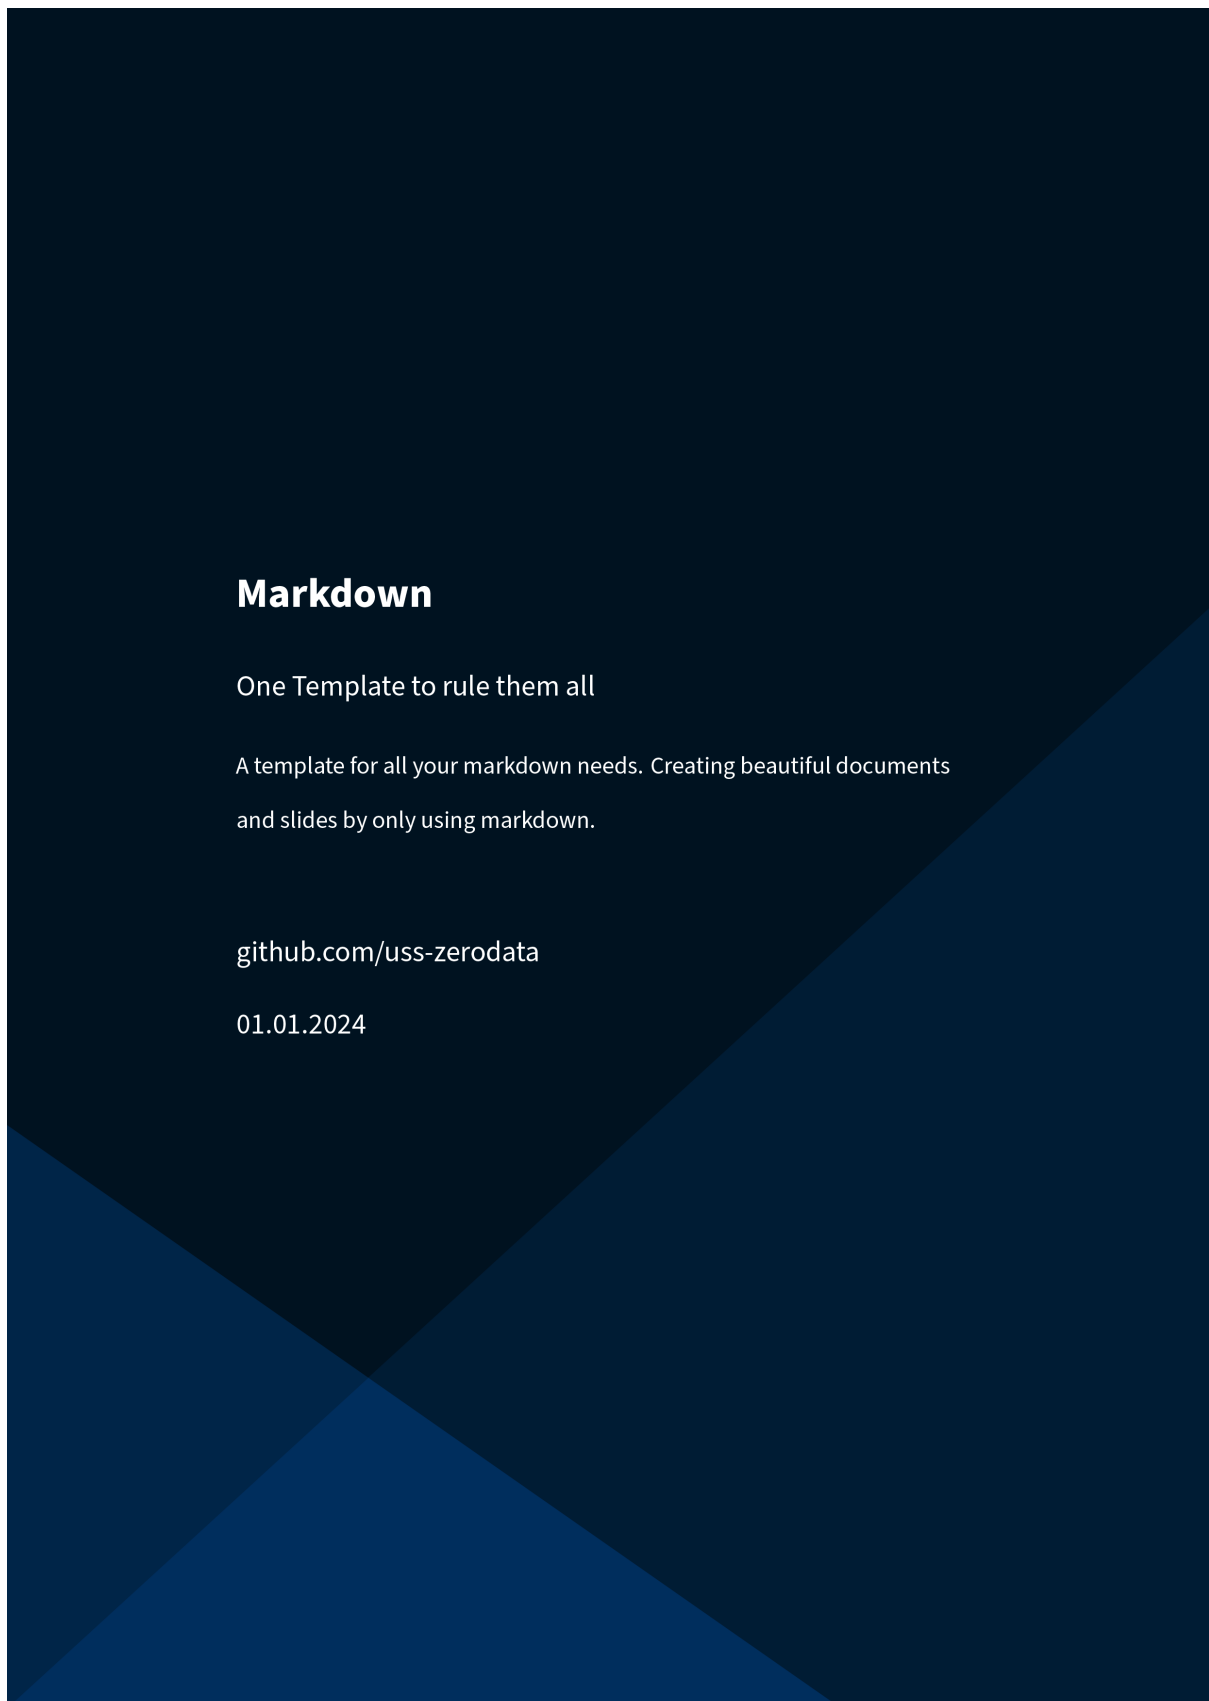 Markdown
One Template to rule them all
A template for all your markdown needs. Creating beautiful documents
and slides by only using markdown.
github.com/uss-zerodata
01.01.2024